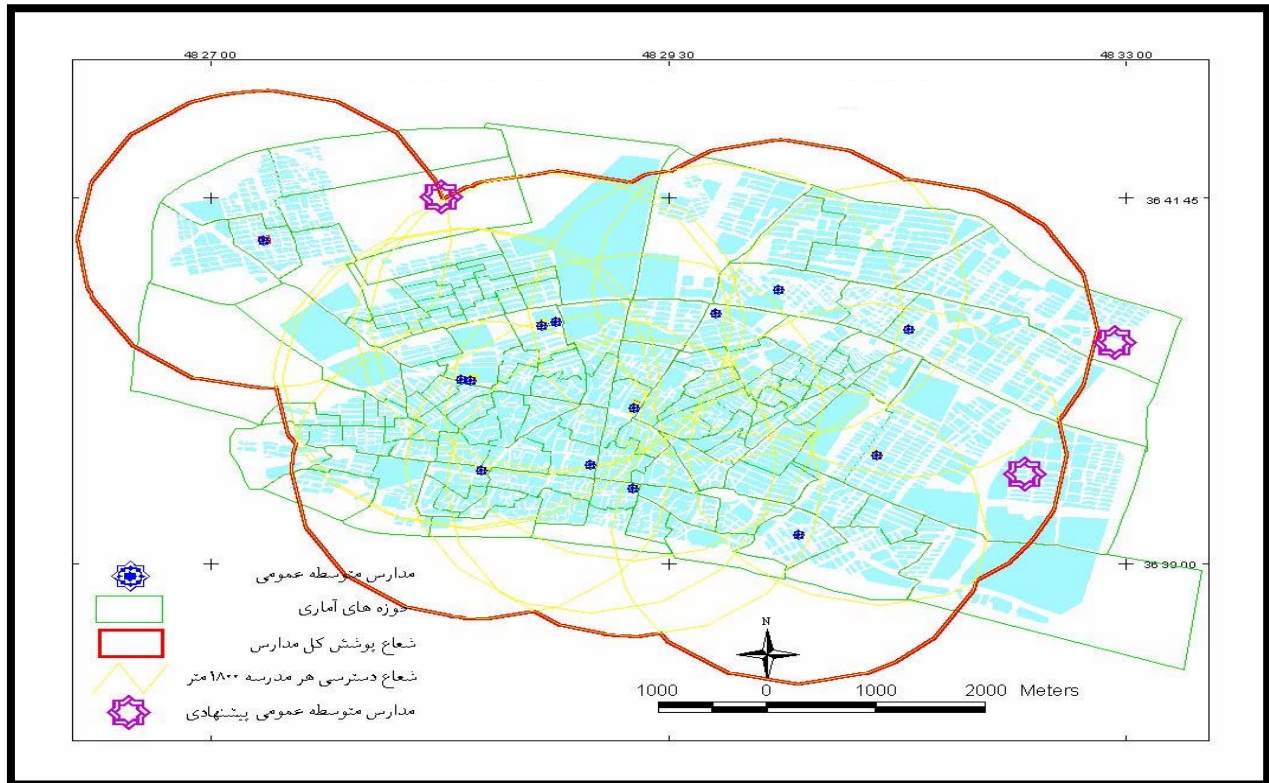 48 27 00
48 29 30
48 33 00
36 41 45
36 39 00
مدارس متوسطه عمومی
حوزه های آماری
شعاع پوشش کل مدارس
شعاع دسترسی هر مدرسه ۱۸۰۰ متر
مدارس متوسطه عمومی پیشنهادی
N
1000 0 1000 2000 Meters